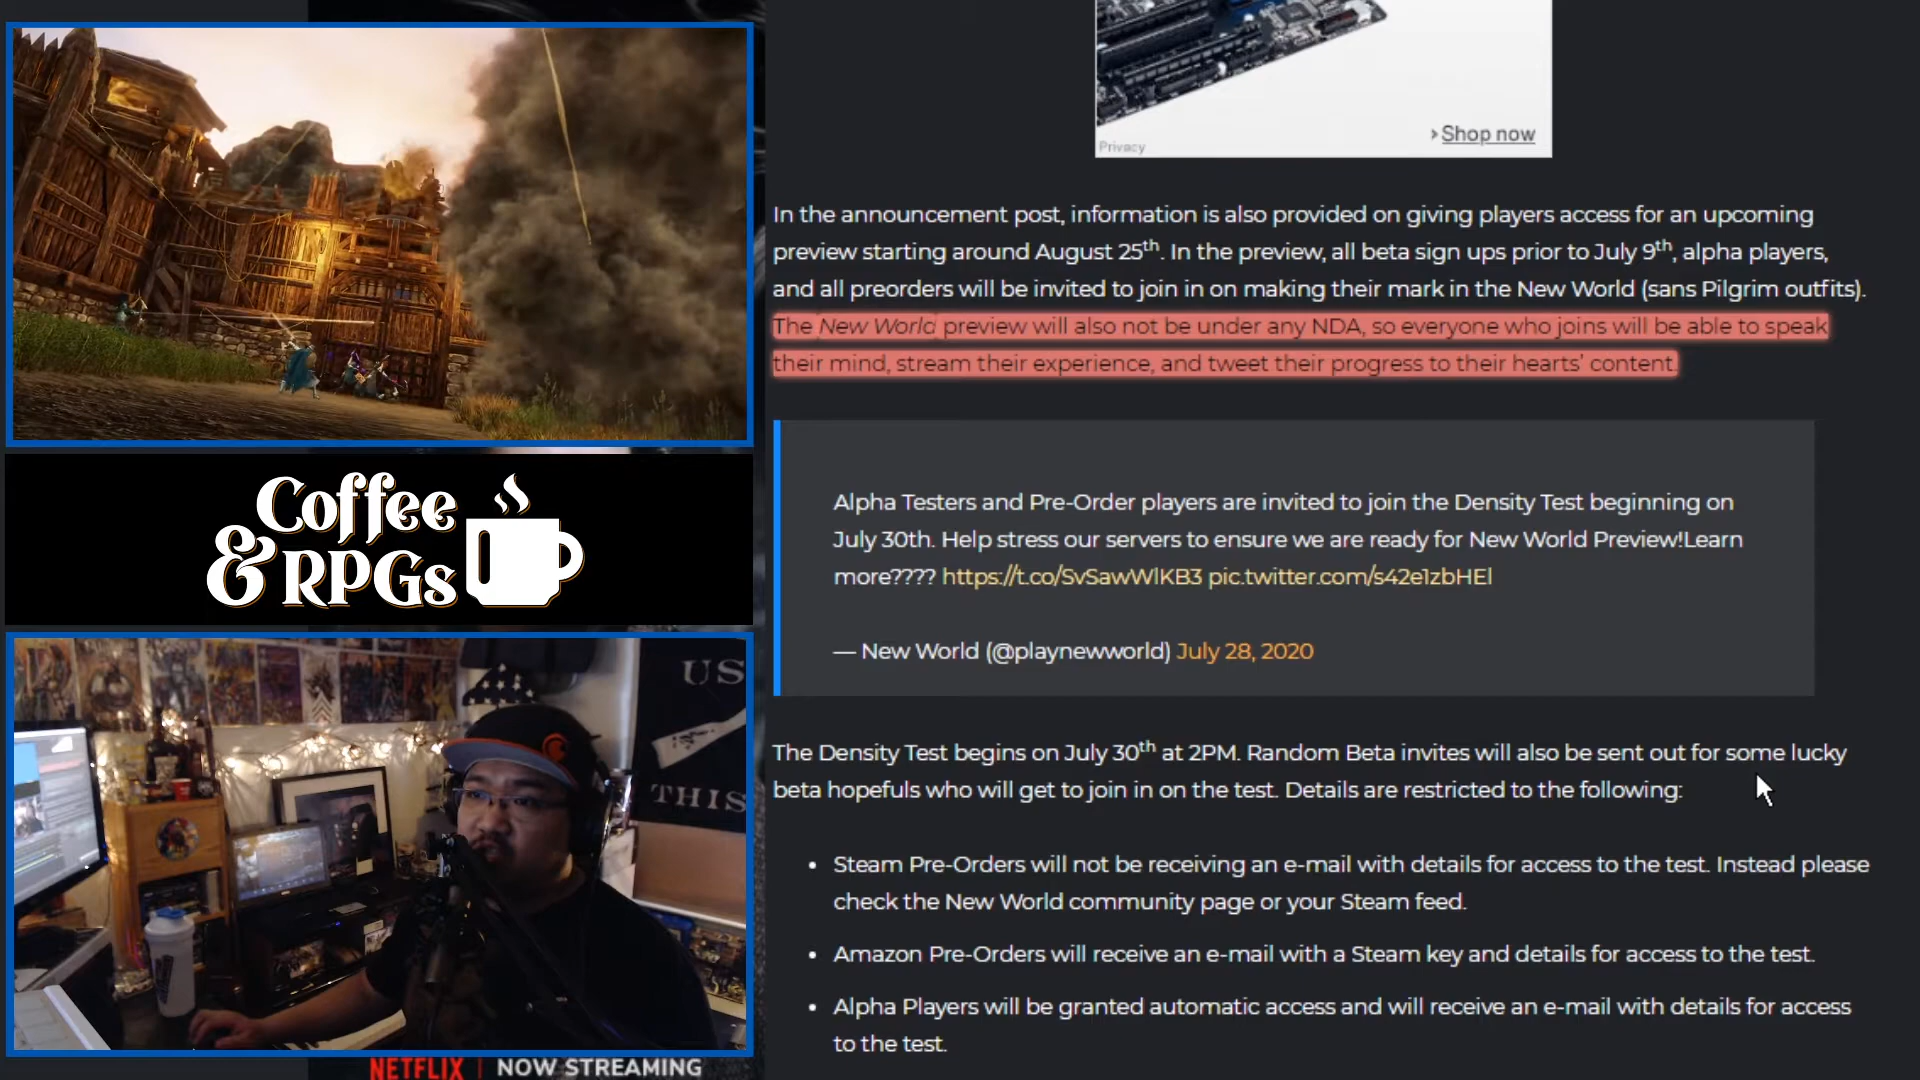 Shop now
Privacy
In the announcement post, information is also provided on giving players access for an upcoming
preview starting around August 25th. In the preview, all beta sign ups prior to July 9th, alpha players,
and all preorders will be invited to join in on making their mark in the New World (sans Pilgrim outfits).
The New World preview will also not be under any NDA, so everyone who joins will be able to speak
their mind, stream their experience, and tweet their progress to their hearts’ content.
Alpha Testers and Pre-Order players are invited to join the Density Test beginning on
July 30th. Help stress our servers to ensure we are ready for New World Preview!Learn
more???? https://t.co/SvSawWlKB3 pic.twitter.com/s42e1zbHEl
— New World (@playnewworld) July 28, 2020
The Density Test begins on July 30th at 2PM. Random Beta invites will also be sent out for some lucky
beta hopefuls who will get to join in on the test. Details are restricted to the following:
• Steam Pre-Orders will not be receiving an e-mail with details for access to the test. Instead please
check the New World community page or your Steam feed.
• Amazon Pre-Orders will receive an e-mail with a Steam key and details for access to the test.
• Alpha Players will be granted automatic access and will receive an e-mail with details for access
to the test.
Coffee
& RPGs
US
THIS
NETFLIX | NOW STREAMING